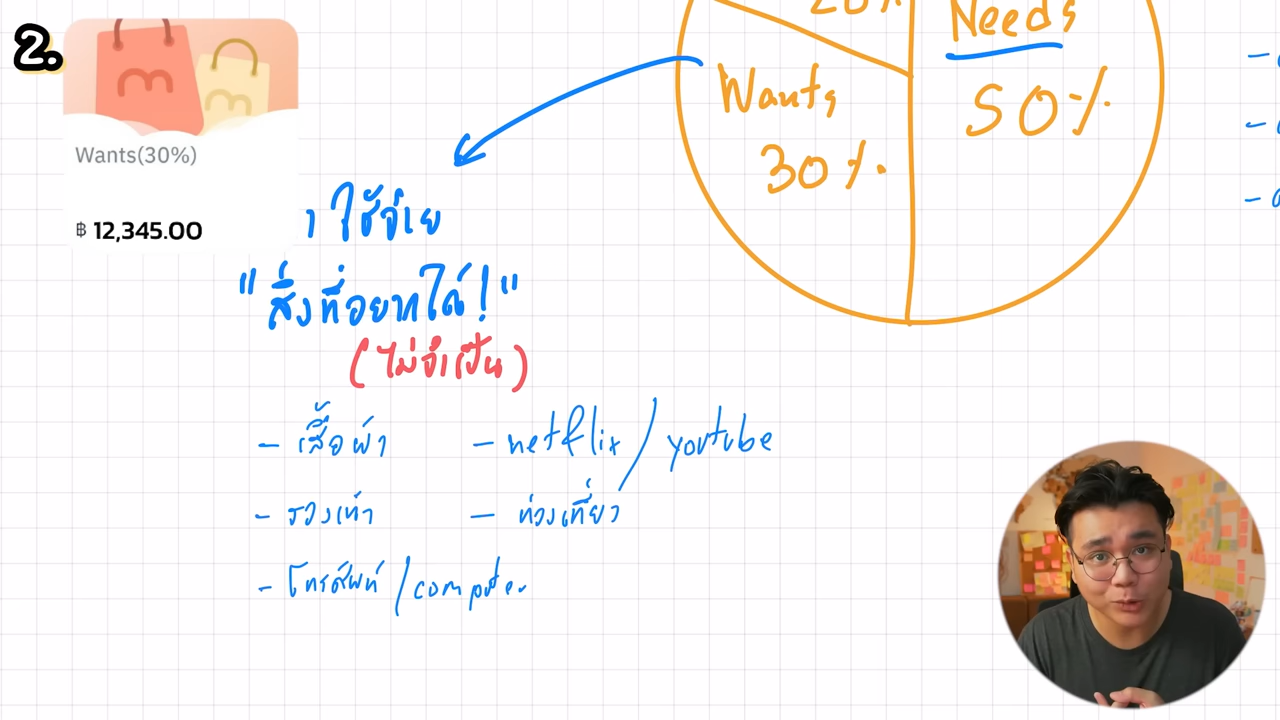 2.
m
m
Wants(30%)
฿ 12,345.00
20%
Needs
50%
Wants
30%
ใช้จ่าย
"สิ่งที่อยากได้!"
(ไม่จำเป็น)
- เสื้อผ้า
- netflix / youtube
- รองเท้า
- ท่องเที่ยว
- โทรศัพท์ / computer